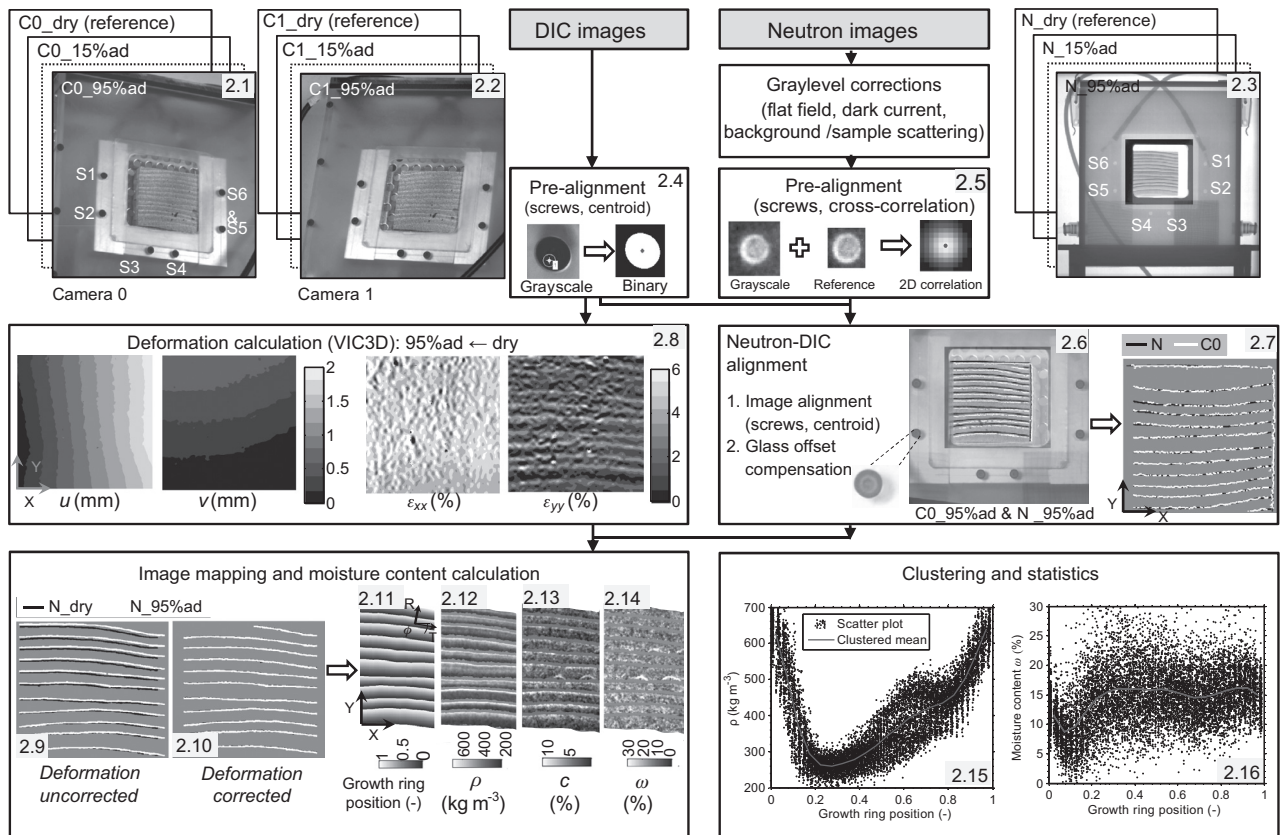 C0_dry (reference)
C0_15%ad
C0_95%ad
2.1
S1
S2
S3
S4
S6
&
S5
Camera 0
C1_dry (reference)
C1_15%ad
C1_95%ad
2.2
Camera 1
DIC images
Pre-alignment
2.4
(screws, centroid)
Grayscale
Binary
Neutron images
Graylevel corrections
(flat field, dark current,
background /sample scattering)
Pre-alignment
2.5
(screws, cross-correlation)
Grayscale
Reference
2D correlation
N_dry (reference)
N_15%ad
N_95%ad
2.3
S6
S5
S4
S3
S1
S2
Deformation calculation (VIC3D): 95%ad ← dry
2.8
Y
X
u (mm)
v (mm)
2
1.5
1
0.5
0
εxx (%)
εyy (%)
6
4
2
0
Neutron-DIC
alignment
1. Image alignment
(screws, centroid)
2. Glass offset
compensation
2.6
C0_95%ad & N _95%ad
2.7
N
C0
Y
X
Image mapping and moisture content calculation
N_dry
N_95%ad
2.9
Deformation
uncorrected
2.10
Deformation
corrected
2.11
R
ϕ
T
Y
X
1
0.5
0
Growth ring
position (-)
2.12
600
400
200
ρ
(kg m-3)
2.13
10
5
c
(%)
2.14
30
20
10
0
ω
(%)
Clustering and statistics
Scatter plot
Clustered mean
ρ (kg m-3)
700
600
500
400
300
200
0
0.2
0.4
0.6
0.8
1
Growth ring position (-)
2.15
Moisture content ω (%)
30
25
20
15
10
5
0
0
0.2
0.4
0.6
0.8
1
Growth ring position (-)
2.16